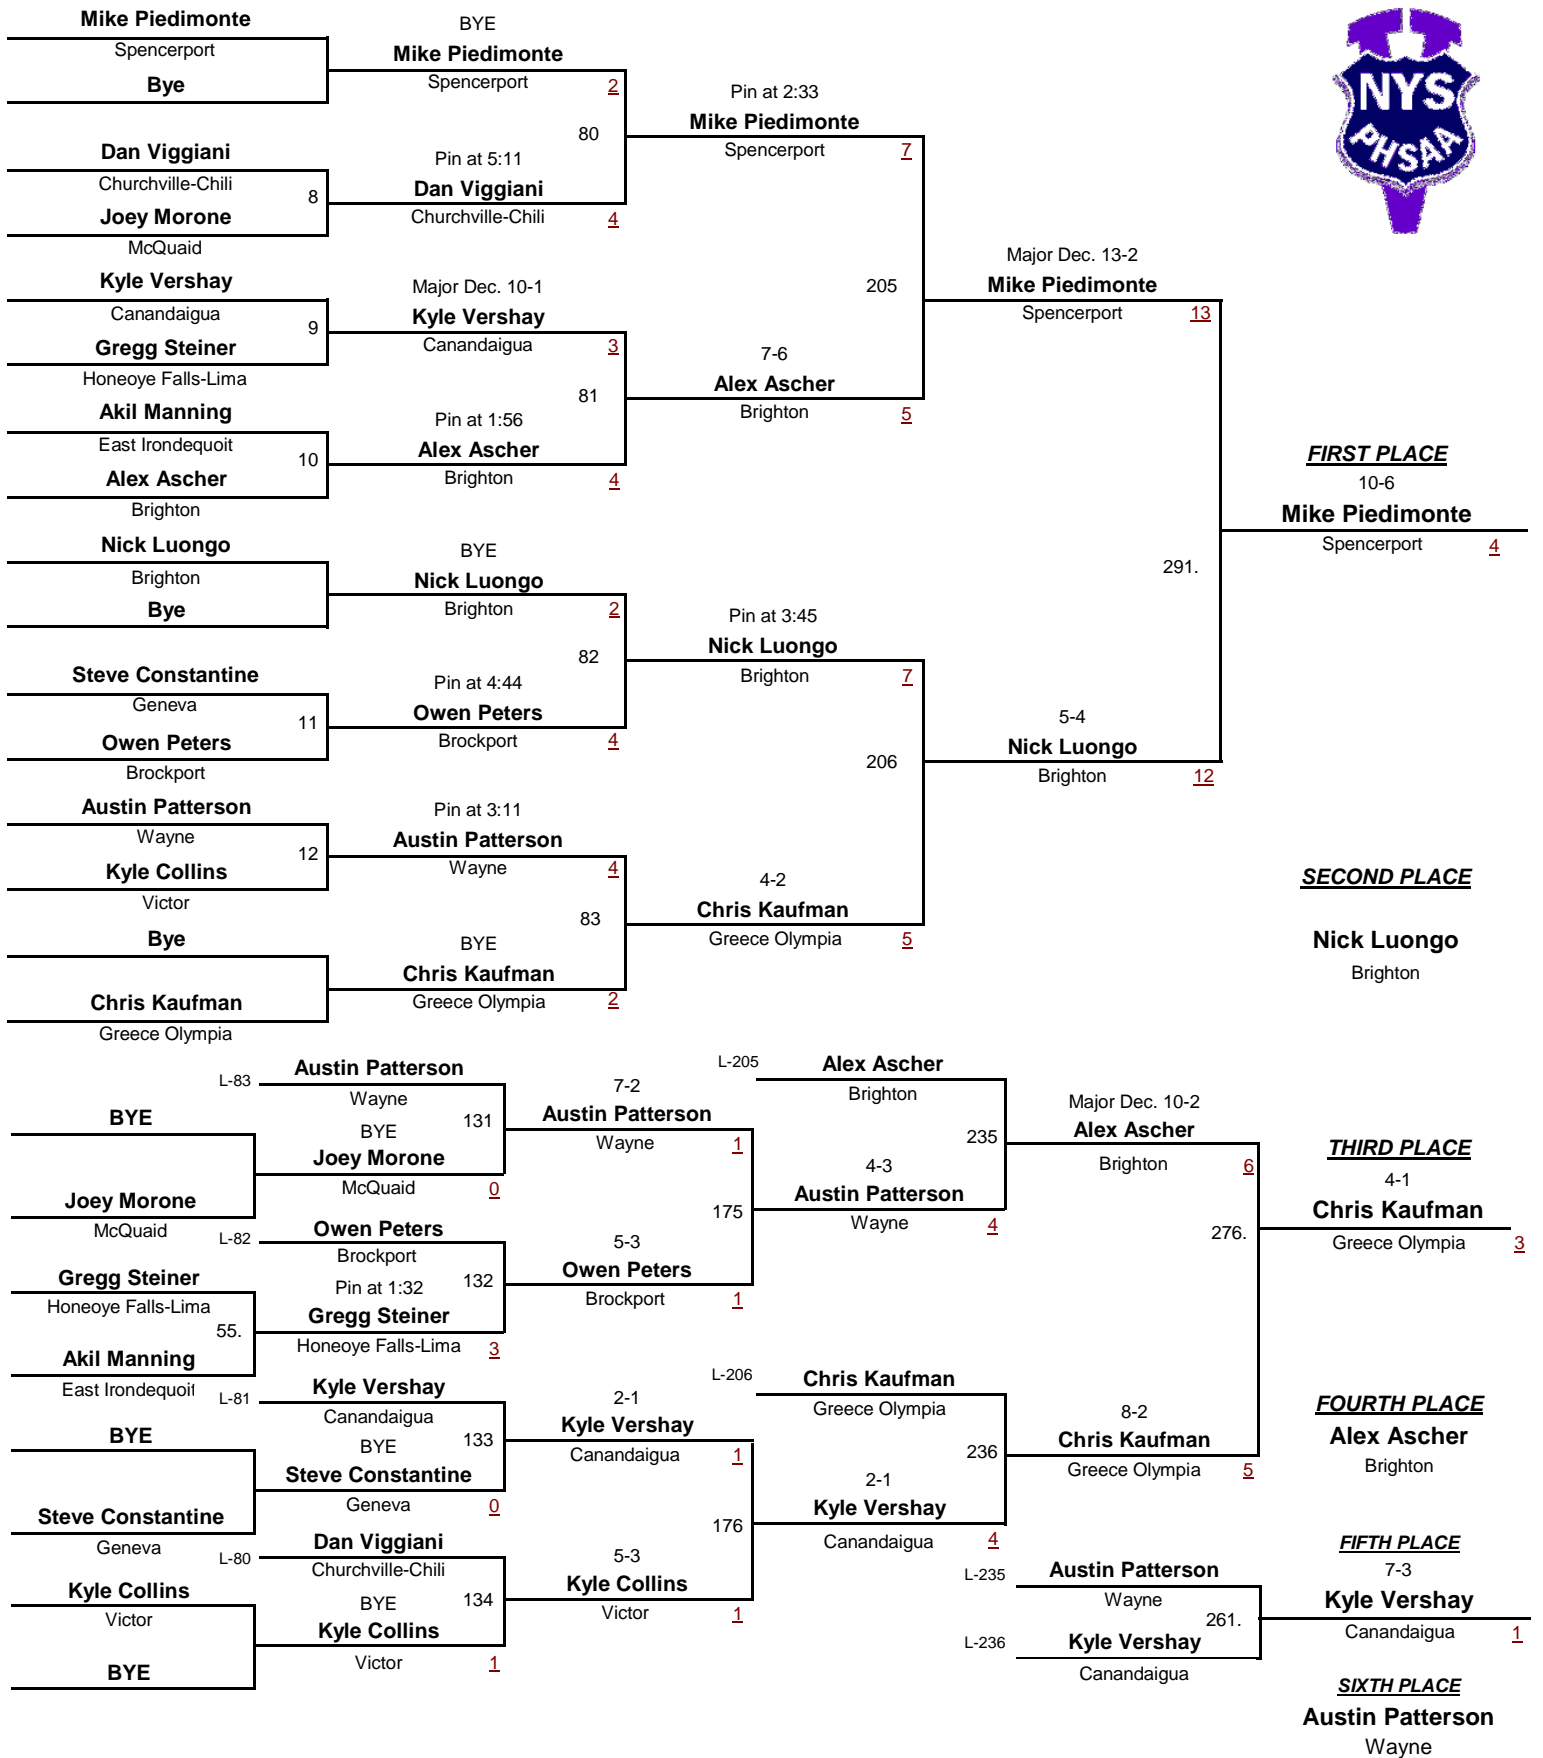 Mike Piedimonte
Spencerport
Bye
Dan Viggiani
Churchville-Chili
8
Joey Morone
McQuaid
Kyle Vershay
Canandaigua
9
Gregg Steiner
Honeoye Falls-Lima
Akil Manning
East Irondequoit
10
Alex Ascher
Brighton
Nick Luongo
Brighton
Bye
Steve Constantine
Geneva
11
Owen Peters
Brockport
Austin Patterson
Wayne
12
Kyle Collins
Victor
Bye
Chris Kaufman
Greece Olympia
BYE
Mike Piedimonte
Spencerport 2
80
Pin at 5:11
Dan Viggiani
Churchville-Chili 4
Major Dec. 10-1
Kyle Vershay
Canandaigua 3
81
Pin at 1:56
Alex Ascher
Brighton 4
BYE
Nick Luongo
Brighton 2
82
Pin at 4:44
Owen Peters
Brockport 4
Pin at 3:11
Austin Patterson
Wayne 4
83
BYE
Chris Kaufman
Greece Olympia 2
Pin at 2:33
Mike Piedimonte
Spencerport 7
205
7-6
Alex Ascher
Brighton 5
Pin at 3:45
Nick Luongo
Brighton 7
206
4-2
Chris Kaufman
Greece Olympia 5
Major Dec. 13-2
Mike Piedimonte
Spencerport 13
291.
5-4
Nick Luongo
Brighton 12
NYS
PHSAA
FIRST PLACE
10-6
Mike Piedimonte
Spencerport 4
SECOND PLACE
Nick Luongo
Brighton
BYE
Joey Morone
McQuaid
Gregg Steiner
Honeoye Falls-Lima
55.
Akil Manning
East Irondequoit
BYE
Steve Constantine
Geneva
Kyle Collins
Victor
BYE
L-83 Austin Patterson
Wayne
131
BYE
Joey Morone
McQuaid 0
L-82 Owen Peters
Brockport
132
Pin at 1:32
Gregg Steiner
Honeoye Falls-Lima 3
L-81 Kyle Vershay
Canandaigua
133
BYE
Steve Constantine
Geneva 0
L-80 Dan Viggiani
Churchville-Chili
134
BYE
Kyle Collins
Victor 1
7-2
Austin Patterson
Wayne 1
175
5-3
Owen Peters
Brockport 1
2-1
Kyle Vershay
Canandaigua 1
176
5-3
Kyle Collins
Victor 1
L-205 Alex Ascher
Brighton
235
4-3
Austin Patterson
Wayne 4
L-206 Chris Kaufman
Greece Olympia
236
2-1
Kyle Vershay
Canandaigua 4
Major Dec. 10-2
Alex Ascher
Brighton 6
276.
8-2
Chris Kaufman
Greece Olympia 5
L-235 Austin Patterson
Wayne
261.
L-236 Kyle Vershay
Canandaigua
THIRD PLACE
4-1
Chris Kaufman
Greece Olympia 3
FOURTH PLACE
Alex Ascher
Brighton
FIFTH PLACE
7-3
Kyle Vershay
Canandaigua 1
SIXTH PLACE
Austin Patterson
Wayne